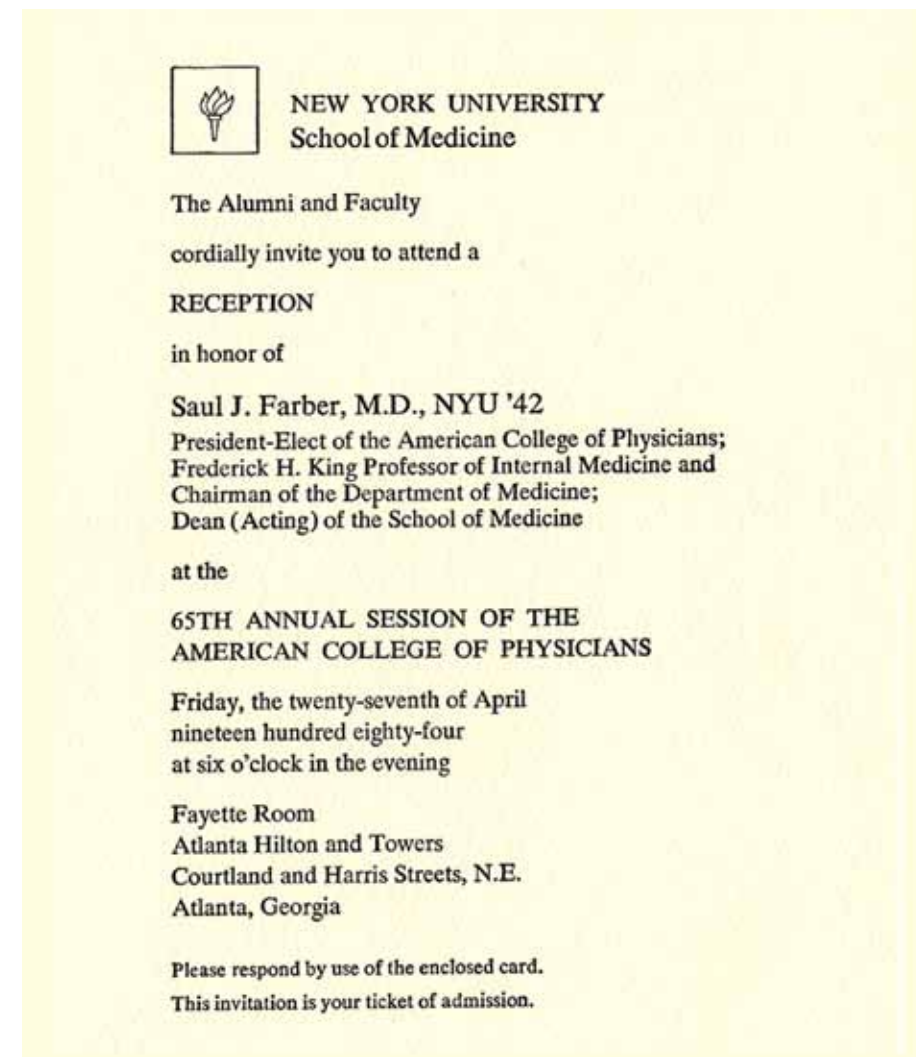 NEW YORK UNIVERSITY
School of Medicine
The Alumni and Faculty
cordially invite you to attend a
RECEPTION
in honor of
Saul J. Farber, M.D., NYU '42
President-Elect of the American College of Physicians;
Frederick H. King Professor of Internal Medicine and
Chairman of the Department of Medicine;
Dean (Acting) of the School of Medicine
at the
65TH ANNUAL SESSION OF THE
AMERICAN COLLEGE OF PHYSICIANS
Friday, the twenty-seventh of April
nineteen hundred eighty-four
at six o'clock in the evening
Fayette Room
Atlanta Hilton and Towers
Courtland and Harris Streets, N.E.
Atlanta, Georgia
Please respond by use of the enclosed card.
This invitation is your ticket of admission.